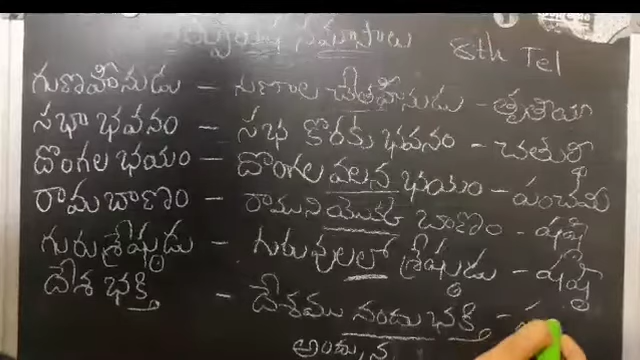 తత్పురుష సమాసాలు 8th Tel
గుణహీనుడు - గుణాల చేత హీనుడు - తృతీయా
సభా భవనం - సభ కొరకు భవనం - చతుర్థీ
దొంగల భయం - దొంగల వలన భయం - పంచమీ
రామ బాణం - రాముని యొక్క బాణం - షష్ఠీ
గురుశ్రేష్ఠుడు - గురువులలో శ్రేష్ఠుడు - షష్ఠీ
దేశ భక్తి - దేశము నందు భక్తి -
అందు, న